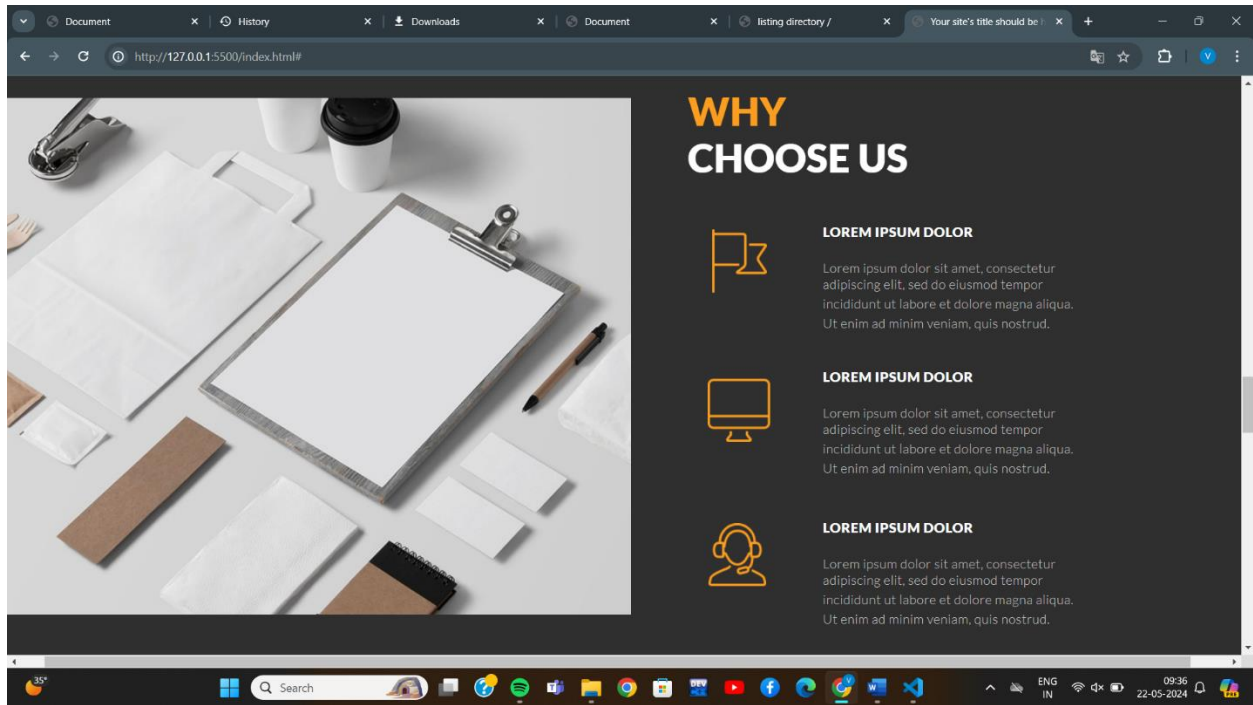 Document
History
Downloads
Document
listing directory /
Your site's title should be h
http://127.0.0.1:5500/index.html#
V
WHY
CHOOSE US
LOREM IPSUM DOLOR
Lorem ipsum dolor sit amet, consectetur
adipiscing elit, sed do eiusmod tempor
incididunt ut labore et dolore magna aliqua.
Ut enim ad minim veniam, quis nostrud.
LOREM IPSUM DOLOR
Lorem ipsum dolor sit amet, consectetur
adipiscing elit, sed do eiusmod tempor
incididunt ut labore et dolore magna aliqua.
Ut enim ad minim veniam, quis nostrud.
LOREM IPSUM DOLOR
Lorem ipsum dolor sit amet, consectetur
adipiscing elit, sed do eiusmod tempor
incididunt ut labore et dolore magna aliqua.
Ut enim ad minim veniam, quis nostrud.
35°
Search
DEV
ENG
IN
09:36
22-05-2024